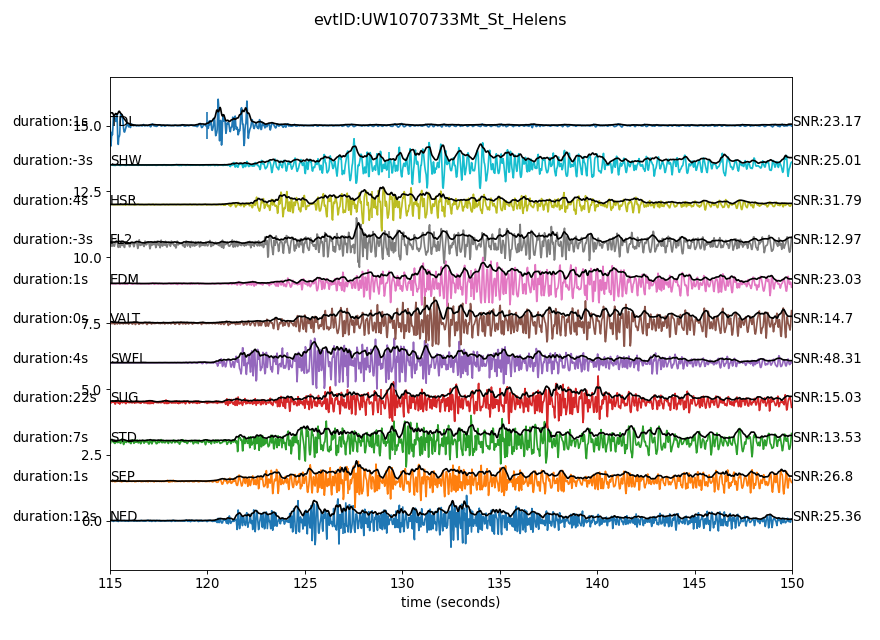 evtID:UW1070733Mt_St_Helens
duration:1s YDL SNR:23.17
15.0
duration:-3s SHW SNR:25.01
12.5
duration:4s HSR SNR:31.79
duration:-3s FL2 SNR:12.97
10.0
duration:1s EDM SNR:23.03
duration:0s VALT SNR:14.7
7.5
duration:4s SWFL SNR:48.31
5.0
duration:22s SUG SNR:15.03
duration:7s STD SNR:13.53
2.5
duration:1s SEP SNR:26.8
duration:12s NED SNR:25.36
0.0
115 120 125 130 135 140 145 150
time (seconds)